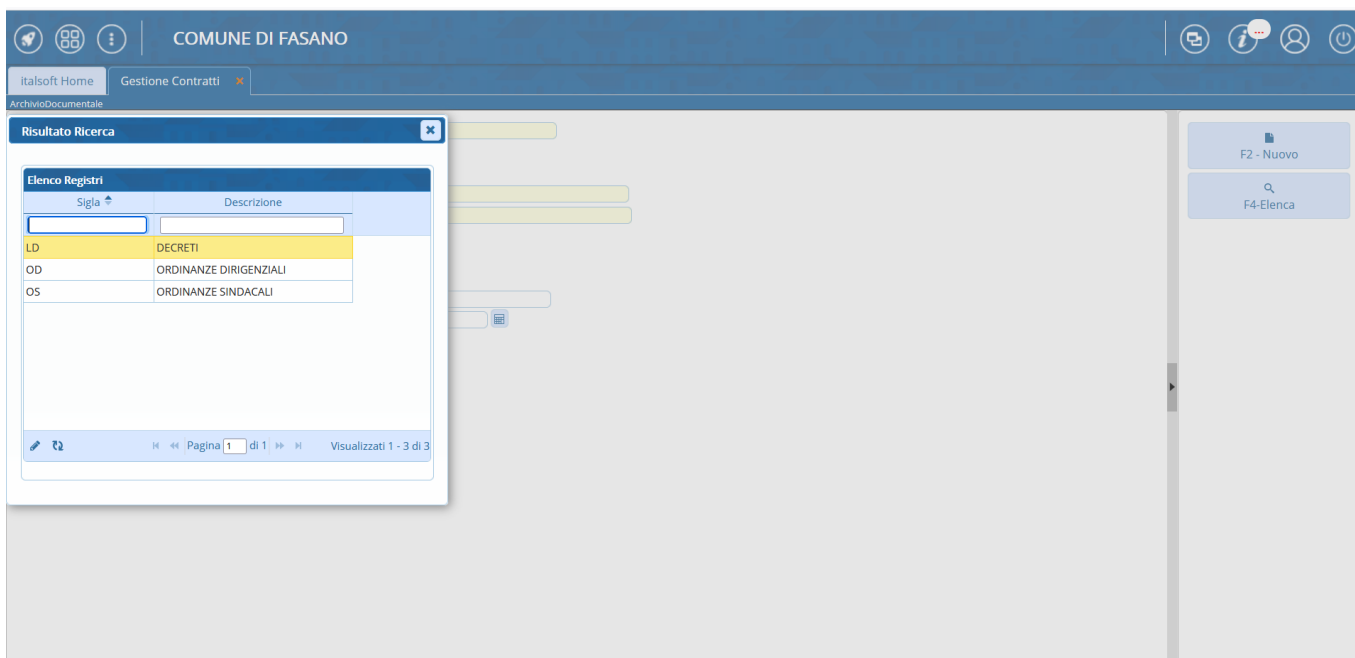 COMUNE DI FASANO
...
italsoft Home
Gestione Contratti
ArchivioDocumentale
Risultato Ricerca
Elenco Registri
Sigla Descrizione
LD DECRETI
OD ORDINANZE DIRIGENZIALI
OS ORDINANZE SINDACALI
Pagina 1 di 1 Visualizzati 1 - 3 di 3
F2 - Nuovo
F4-Elenca